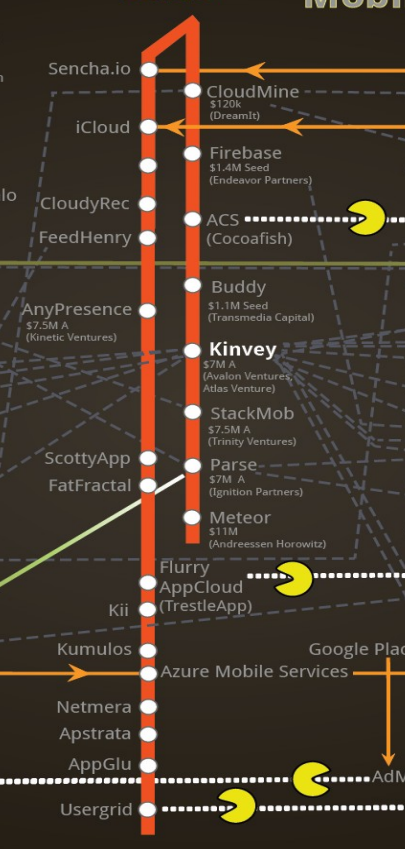 Sencha.io
CloudMine
$120k
(DreamIt)
iCloud
Firebase
$1.4M Seed
(Endeavor Partners)
CloudyRec
ACS
(Cocoafish)
FeedHenry
Buddy
$1.1M Seed
(Transmedia Capital)
AnyPresence
$7.5M A
(Kinetic Ventures)
Kinvey
$7M A
(Avalon Ventures,
Atlas Venture)
StackMob
$7.5M A
(Trinity Ventures)
ScottyApp
Parse
$7M A
(Ignition Partners)
FatFractal
Meteor
$11M
(Andreessen Horowitz)
Flurry
AppCloud
(TrestleApp)
Kii
Kumulos
Google Plac
Azure Mobile Services
Netmera
Apstrata
AppGlu
AdM
Usergrid